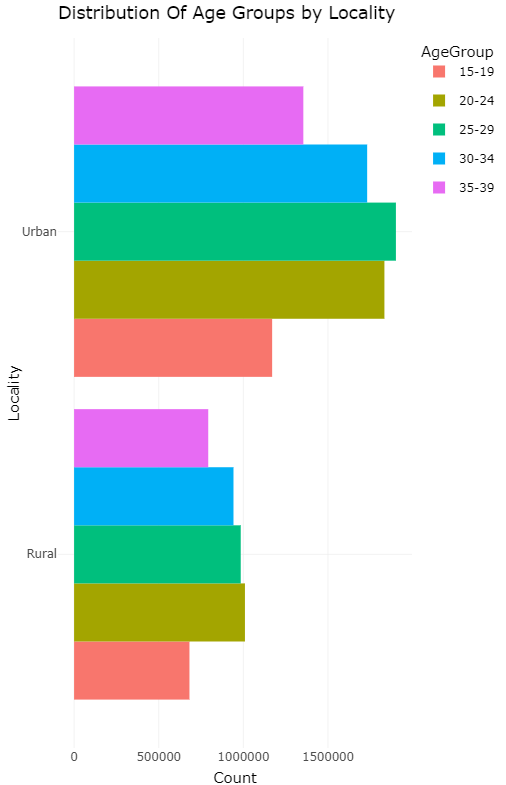 Distribution Of Age Groups by Locality
AgeGroup
15-19
20-24
25-29
30-34
35-39
Urban
Locality
Rural
0
500000
1000000
1500000
Count